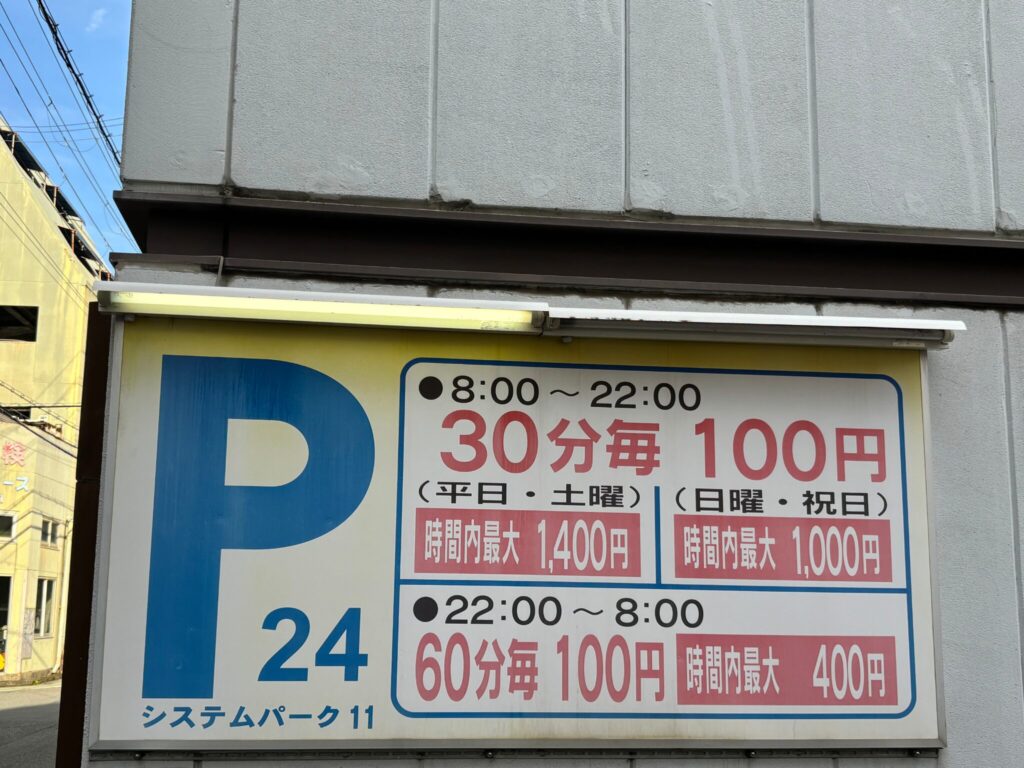 P
24
システムパーク11
●8:00～22:00
30分毎 100円
(平日・土曜)
時間内最大 1,400円
(日曜・祝日)
時間内最大 1,000円
●22:00～8:00
60分毎 100円 時間内最大 400円